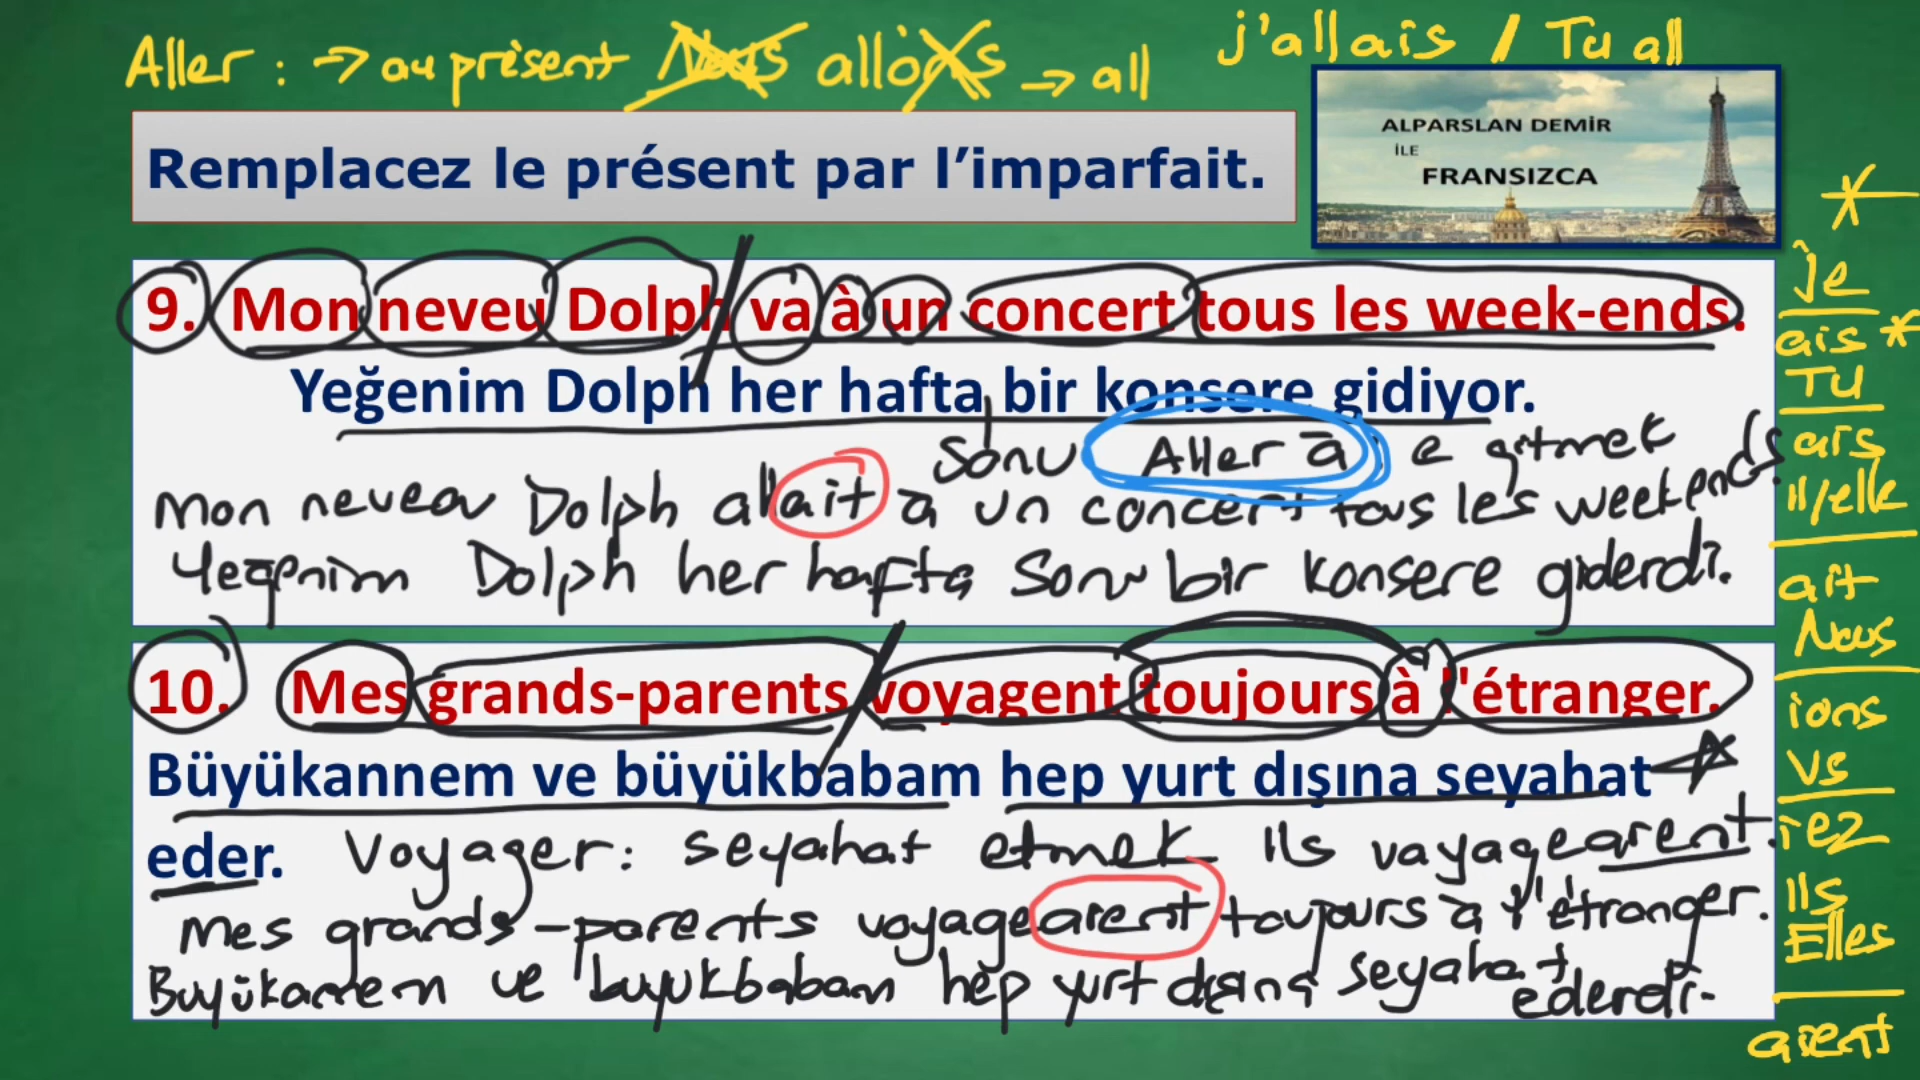 Aller : → au présent Nous allons → all
j'allais / Tu all
Remplacez le présent par l'imparfait.
ALPARSLAN DEMİR
İLE
FRANSIZCA
9. Mon neveu Dolph va à un concert tous les week-ends.
Yeğenim Dolph her hafta bir konsere gidiyor.
sonu Aller à e gitmek
Mon neveu Dolph allait à un concert tous les weekends.
Yeğenim Dolph her hafta sonu bir konsere giderdi.
10. Mes grands-parents voyagent toujours à l'étranger.
Büyükannem ve büyükbabam hep yurt dışına seyahat
eder. Voyager: seyahat etmek Ils voyageaient.
Mes grands-parents voyageaient toujours à l'étranger.
Büyükannem ve büyükbabam hep yurt dışına seyahat ederdi.
*
je
ais *
Tu
ais
Il/elle
ait
Nous
ions
Vs
iez
Ils
Elles
aient